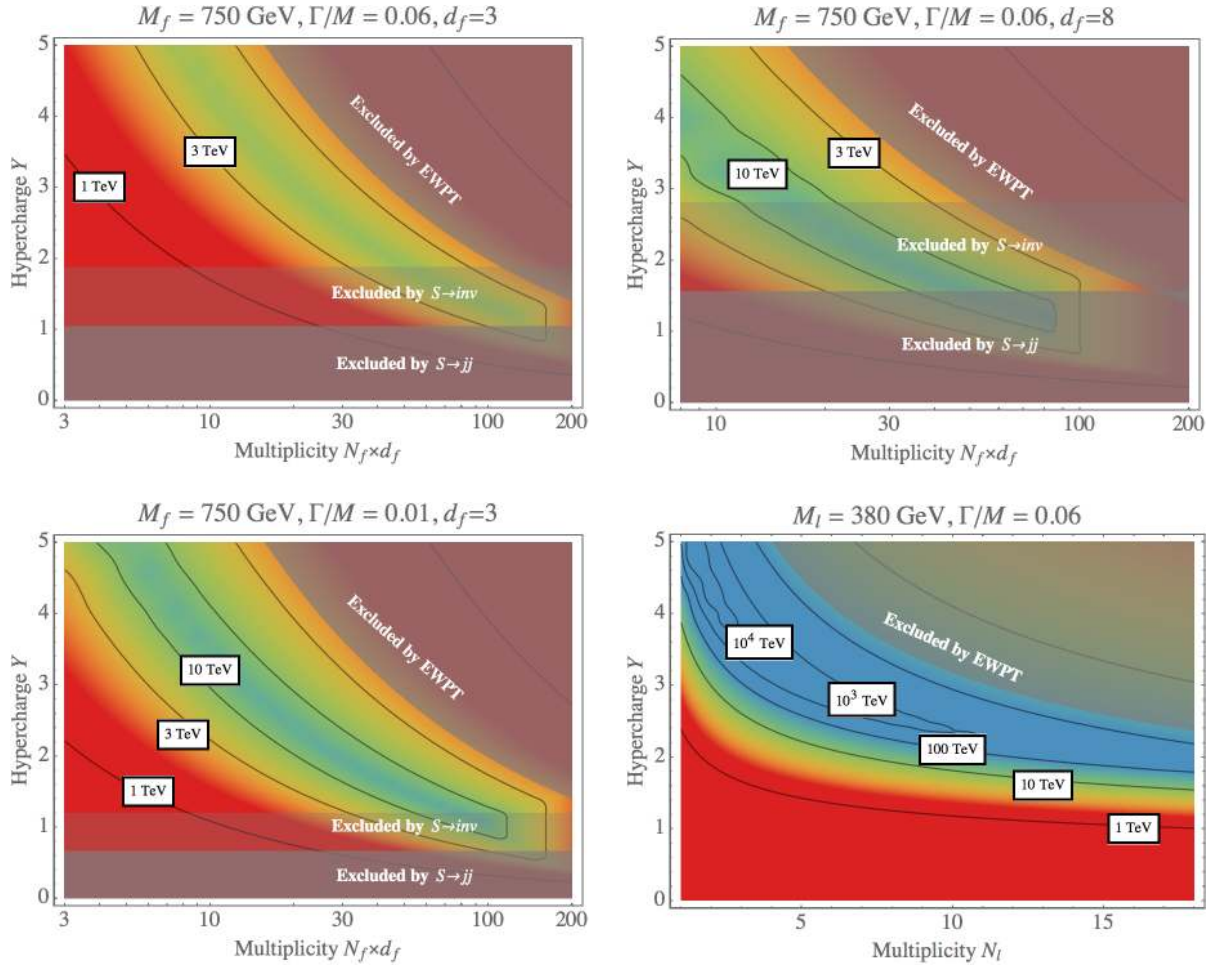 M_f = 750 GeV, Γ/M = 0.06, d_f=3
5
4
3
2
1
0
Hypercharge Y
3 TeV
1 TeV
Excluded by EWPT
Excluded by S→inv
Excluded by S→jj
3
10
30
100
200
Multiplicity N_f×d_f
M_f = 750 GeV, Γ/M = 0.06, d_f=8
5
4
3
2
1
0
Hypercharge Y
3 TeV
10 TeV
Excluded by EWPT
Excluded by S→inv
Excluded by S→jj
10
30
100
200
Multiplicity N_f×d_f
M_f = 750 GeV, Γ/M = 0.01, d_f=3
5
4
3
2
1
0
Hypercharge Y
10 TeV
3 TeV
1 TeV
Excluded by EWPT
Excluded by S→inv
Excluded by S→jj
3
10
30
100
200
Multiplicity N_f×d_f
M_l = 380 GeV, Γ/M = 0.06
5
4
3
2
1
0
Hypercharge Y
Excluded by EWPT
10⁴ TeV
10³ TeV
100 TeV
10 TeV
1 TeV
5
10
15
Multiplicity N_l